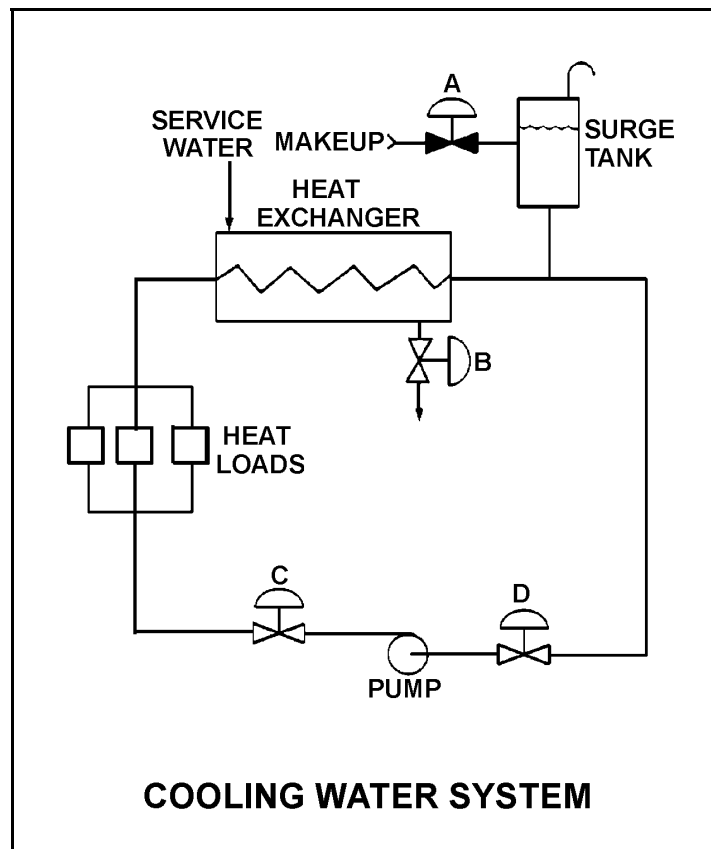 A
SERVICE
WATER
MAKEUP
SURGE
TANK
HEAT
EXCHANGER
B
HEAT
LOADS
C
D
PUMP
COOLING WATER SYSTEM